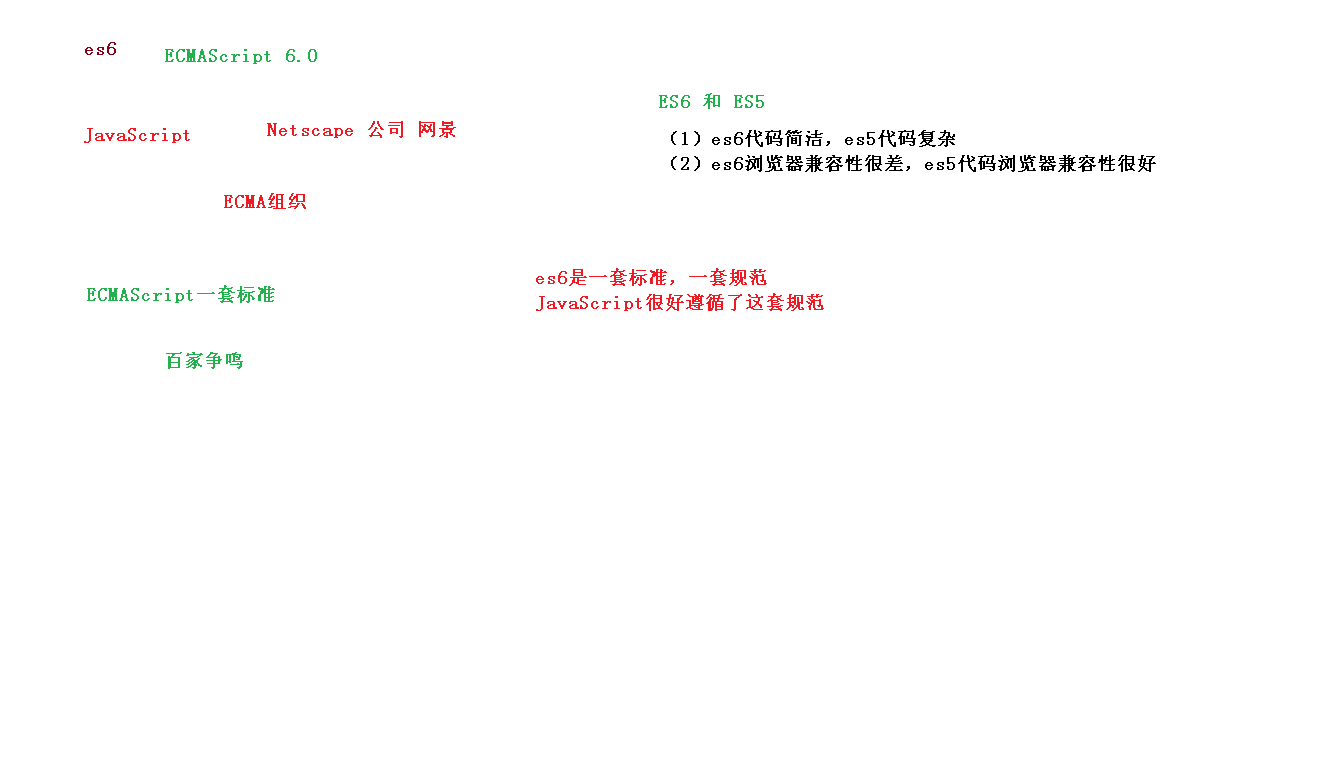 es6
ECMAScript 6.0
JavaScript
Netscape 公司 网景
ECMA组织
ECMAScript一套标准
百家争鸣
ES6 和 ES5
（1）es6代码简洁，es5代码复杂
（2）es6浏览器兼容性很差，es5代码浏览器兼容性很好
es6是一套标准，一套规范
JavaScript很好遵循了这套规范